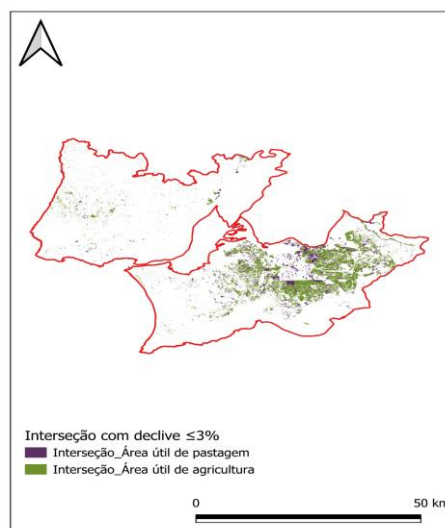 Interseção com declive ≤3%
Interseção_Área útil de pastagem
Interseção_Área útil de agricultura
0 50 km